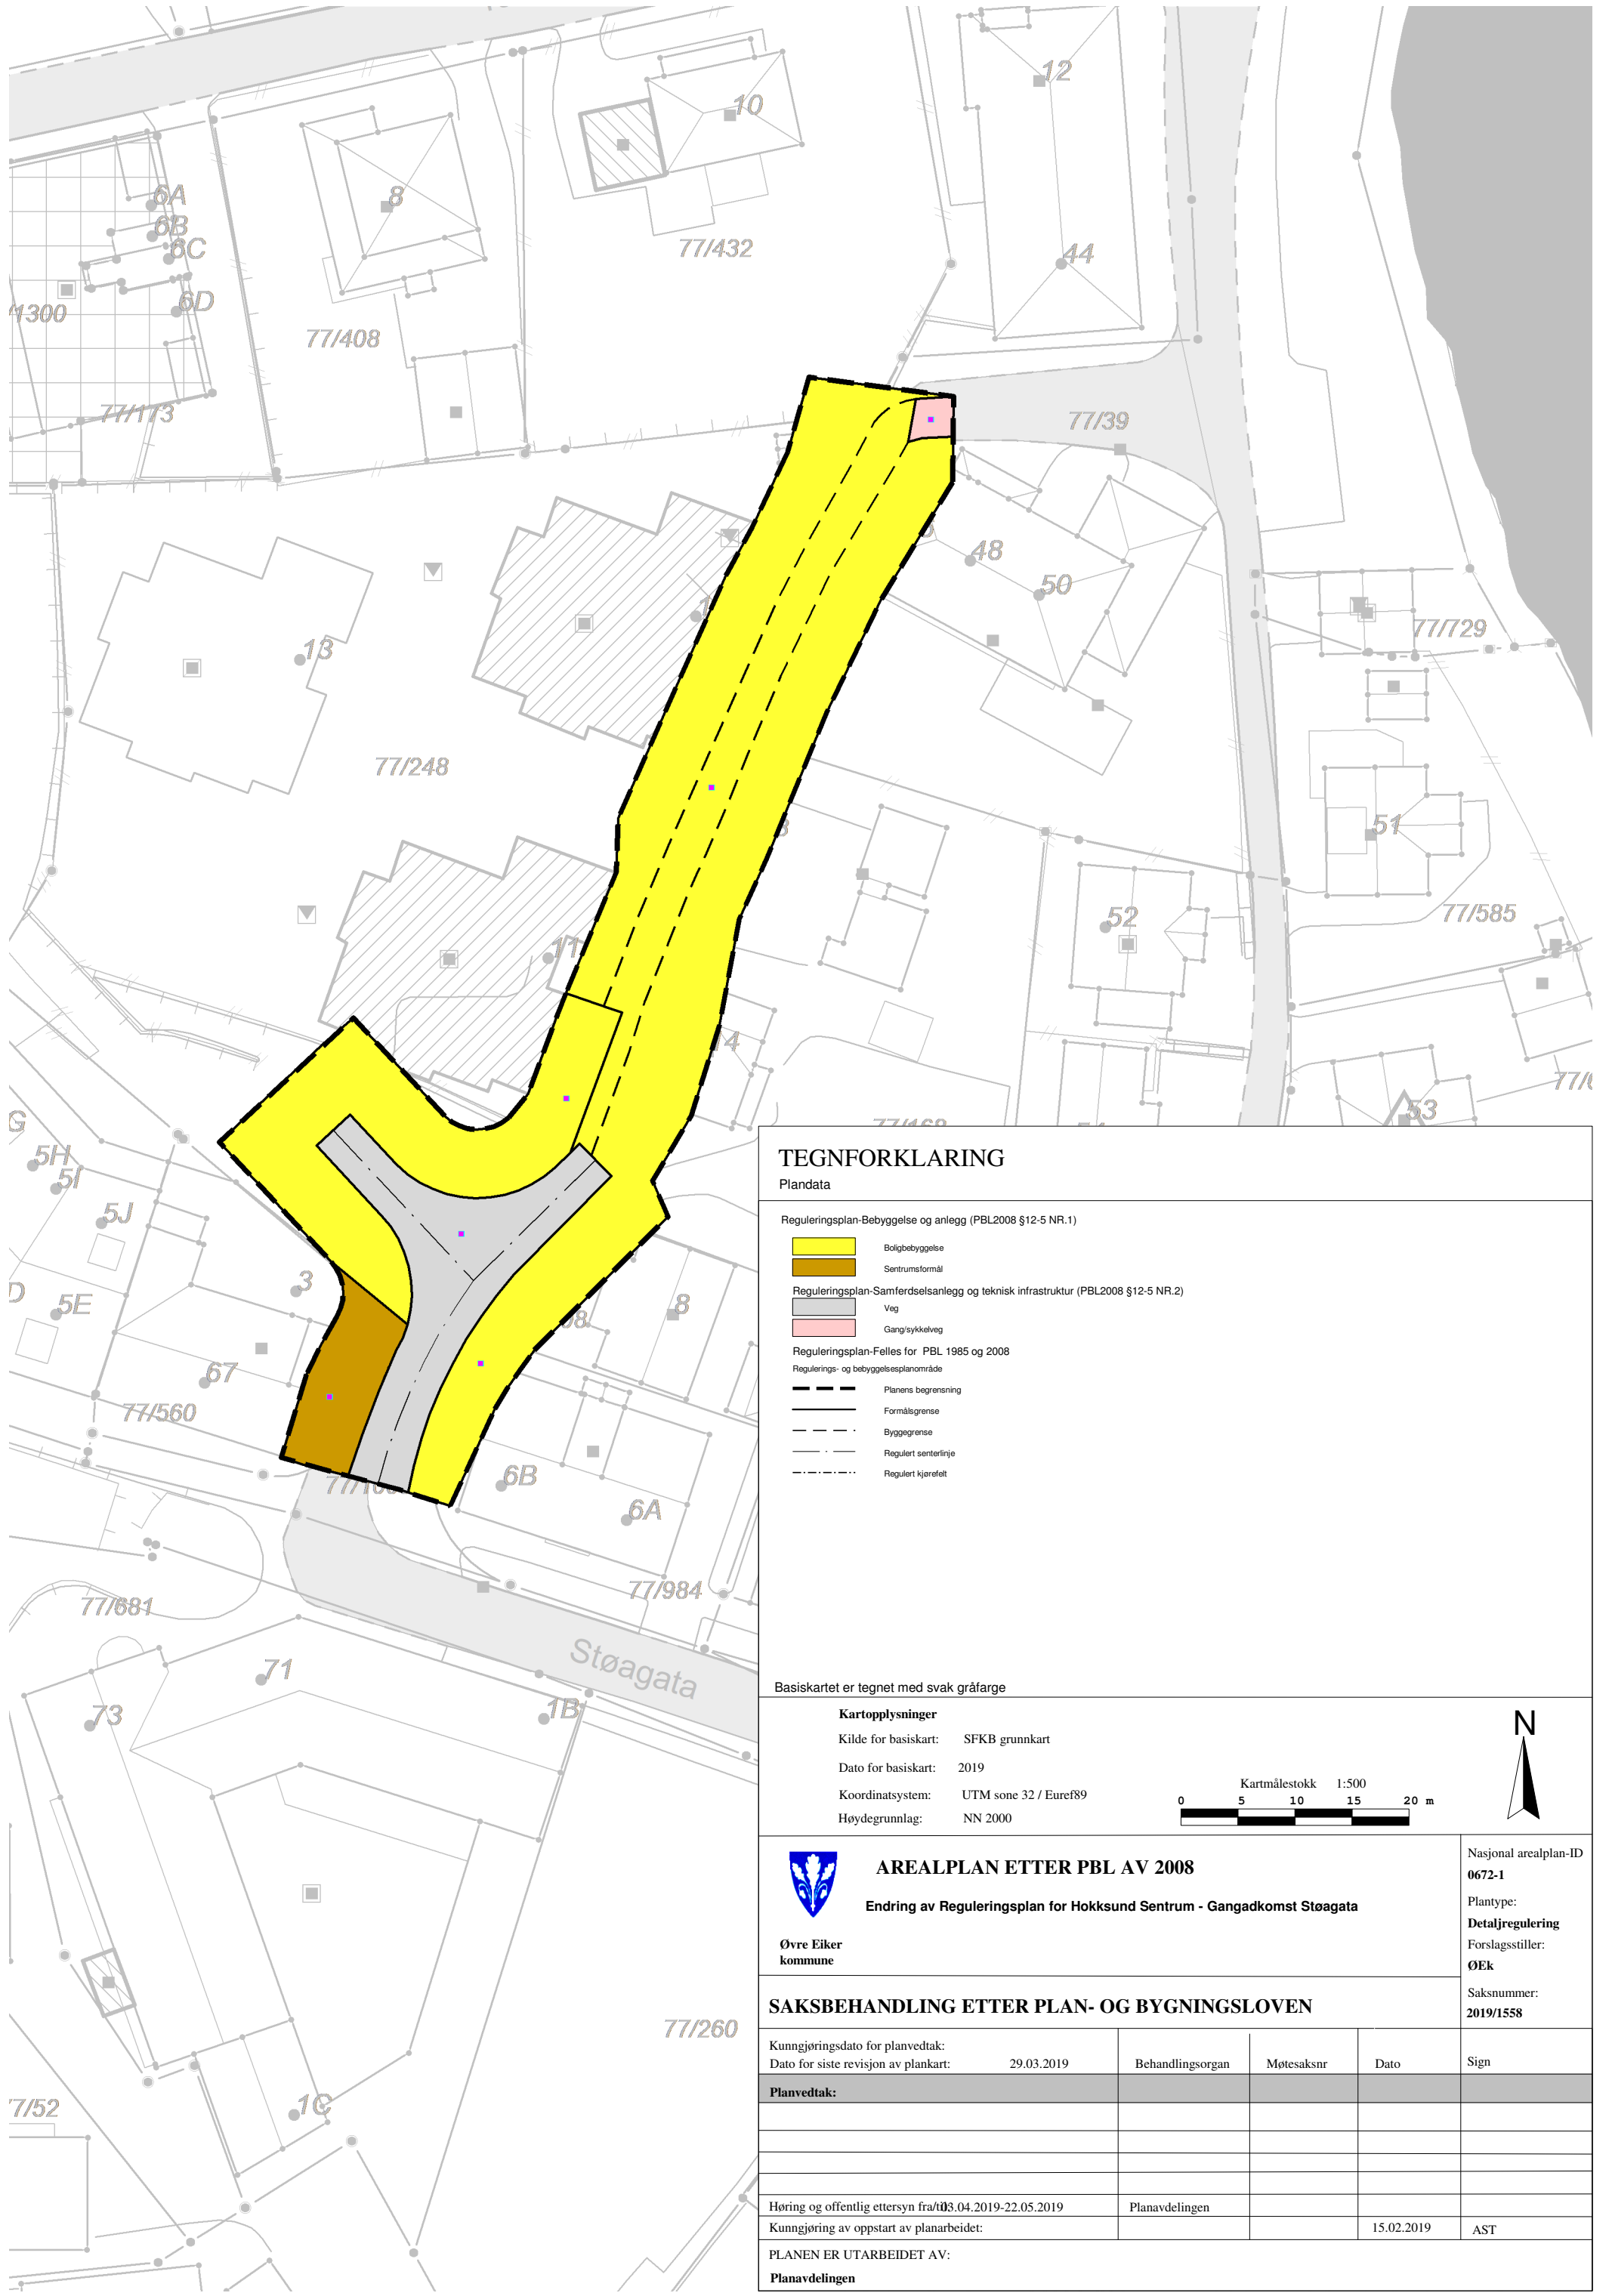 12
10
6A
8
6B
6C
44
77/432
6D
/1300
77/408
77/173
77/39
48
50
77/729
13
77/248
51
77/585
52
11
53
5H
5I
5J
3
5E
8
67
77/560
6B
6A
77/984
77/681
Støagata
71
73
1B
77/260
1C
77/52
TEGNFORKLARING
Plandata
Reguleringsplan-Bebyggelse og anlegg (PBL2008 §12-5 NR.1)
Boligbebyggelse
Sentrumsformål
Reguleringsplan-Samferdselsanlegg og teknisk infrastruktur (PBL2008 §12-5 NR.2)
Veg
Gang/sykkelveg
Reguleringsplan-Felles for PBL 1985 og 2008
Regulerings- og bebyggelsesplanområde
Planens begrensning
Formålsgrense
Byggegrense
Regulert senterlinje
Regulert kjørefelt
Basiskartet er tegnet med svak gråfarge
Kartopplysninger
Kilde for basiskart: SFKB grunnkart
Dato for basiskart: 2019
Koordinatsystem: UTM sone 32 / Euref89
Høydegrunnlag: NN 2000
Kartmålestokk 1:500
0 5 10 15 20 m
N
AREALPLAN ETTER PBL AV 2008
Endring av Reguleringsplan for Hokksund Sentrum - Gangadkomst Støagata
Øvre Eiker
kommune
Nasjonal arealplan-ID
0672-1
Plantype:
Detaljregulering
Forslagsstiller:
ØEk
Saksnummer:
2019/1558
SAKSBEHANDLING ETTER PLAN- OG BYGNINGSLOVEN
Kunngjøringsdato for planvedtak:
Dato for siste revisjon av plankart: 29.03.2019 Behandlingsorgan Møtesaksnr Dato Sign
Planvedtak:
Høring og offentlig ettersyn fra/til 03.04.2019-22.05.2019 Planavdelingen
Kunngjøring av oppstart av planarbeidet: 15.02.2019 AST
PLANEN ER UTARBEIDET AV:
Planavdelingen